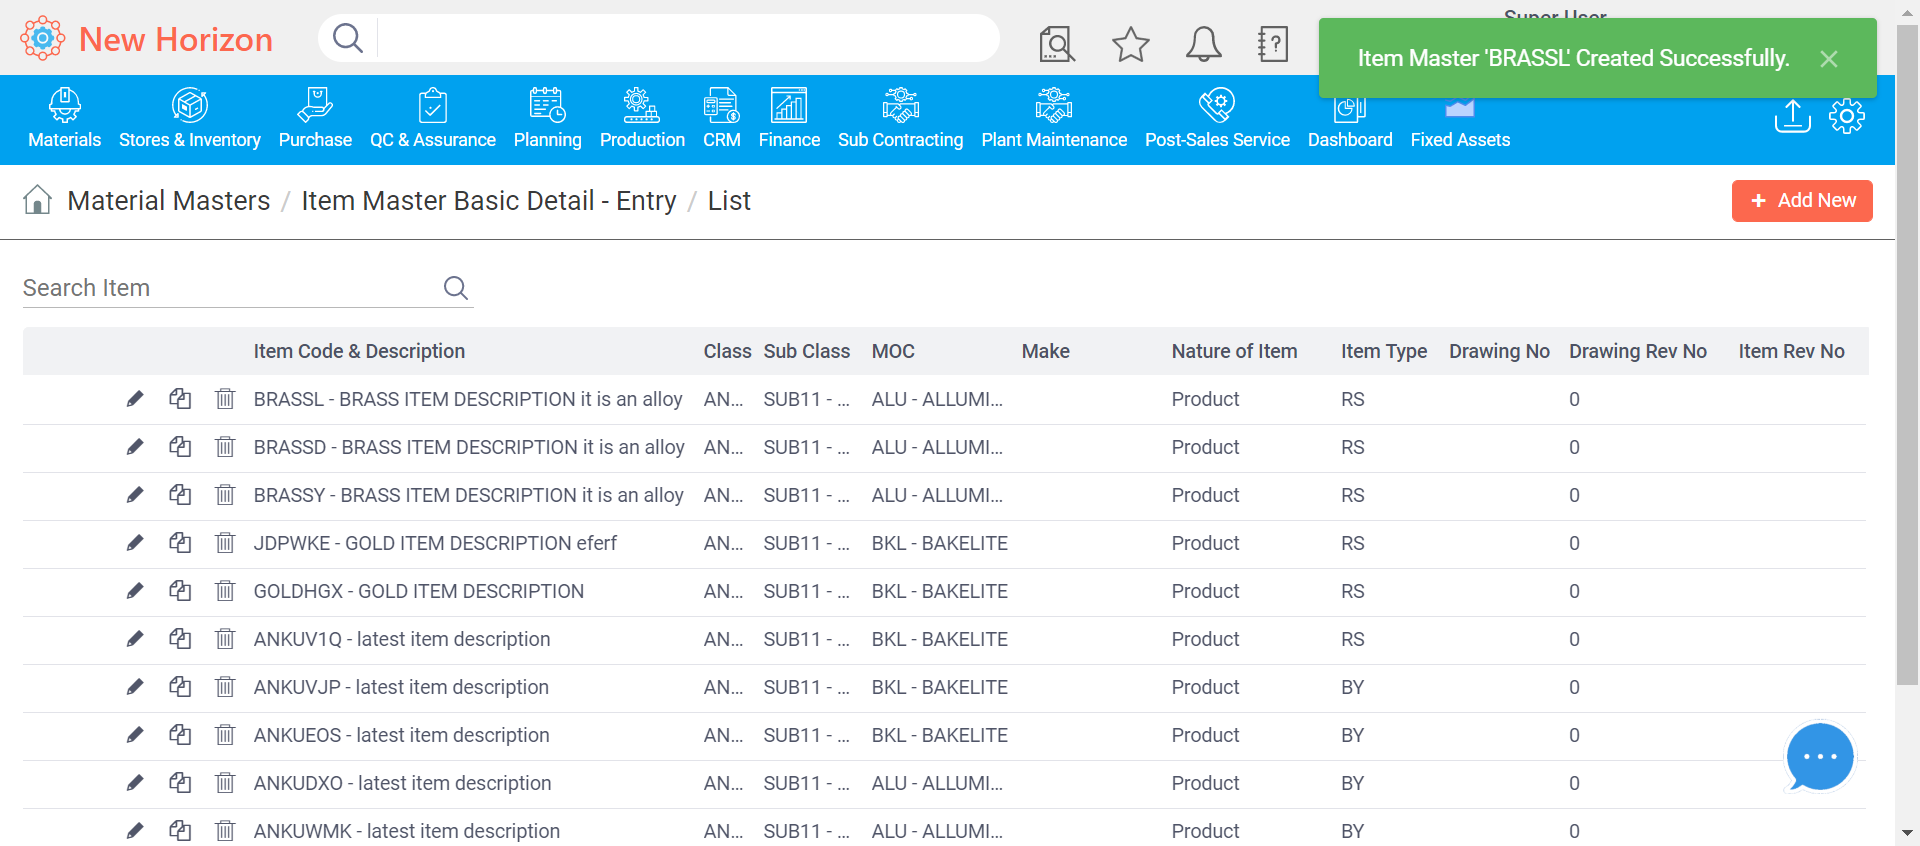 New Horizon
Super User
Item Master 'BRASSL' Created Successfully.
Materials Stores & Inventory Purchase QC & Assurance Planning Production CRM Finance Sub Contracting Plant Maintenance Post-Sales Service Dashboard Fixed Assets
Material Masters / Item Master Basic Detail - Entry / List
+ Add New
Search Item
Item Code & Description Class Sub Class MOC Make Nature of Item Item Type Drawing No Drawing Rev No Item Rev No
BRASSL - BRASS ITEM DESCRIPTION it is an alloy AN... SUB11 - ... ALU - ALLUMI... Product RS 0
BRASSD - BRASS ITEM DESCRIPTION it is an alloy AN... SUB11 - ... ALU - ALLUMI... Product RS 0
BRASSY - BRASS ITEM DESCRIPTION it is an alloy AN... SUB11 - ... ALU - ALLUMI... Product RS 0
JDPWKE - GOLD ITEM DESCRIPTION eferf AN... SUB11 - ... BKL - BAKELITE Product RS 0
GOLDHGX - GOLD ITEM DESCRIPTION AN... SUB11 - ... BKL - BAKELITE Product RS 0
ANKUV1Q - latest item description AN... SUB11 - ... BKL - BAKELITE Product RS 0
ANKUVJP - latest item description AN... SUB11 - ... BKL - BAKELITE Product BY 0
ANKUEOS - latest item description AN... SUB11 - ... BKL - BAKELITE Product BY 0
ANKUDXO - latest item description AN... SUB11 - ... ALU - ALLUMI... Product BY 0
ANKUWMK - latest item description AN... SUB11 - ... ALU - ALLUMI... Product BY 0